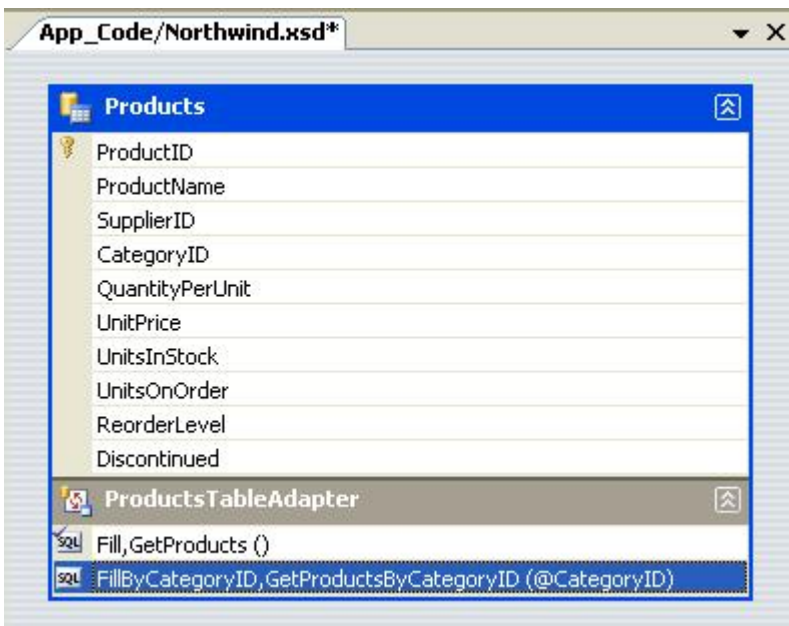 App_Code/Northwind.xsd*
Products
ProductID
ProductName
SupplierID
CategoryID
QuantityPerUnit
UnitPrice
UnitsInStock
UnitsOnOrder
ReorderLevel
Discontinued
ProductsTableAdapter
SQL Fill,GetProducts ()
SQL FillByCategoryID,GetProductsByCategoryID (@CategoryID)